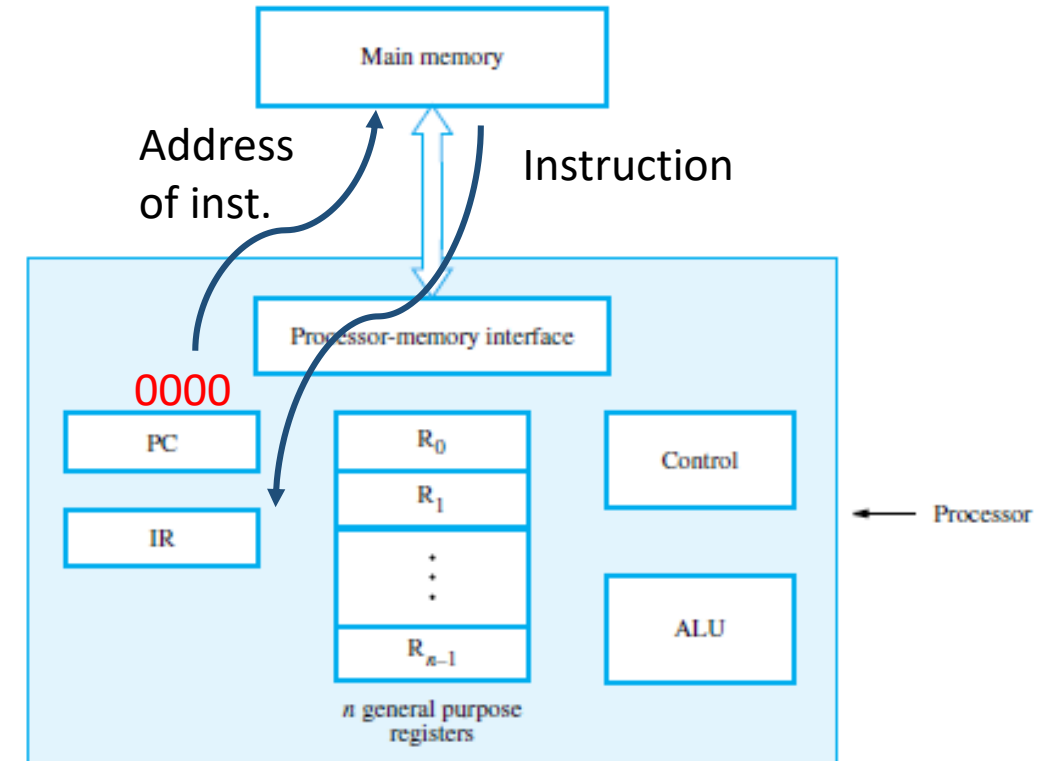 Main memory
Address
of inst.
Instruction
Processor-memory interface
0000
PC
IR
R0
R1
Rn–1
n general purpose
registers
Control
ALU
Processor